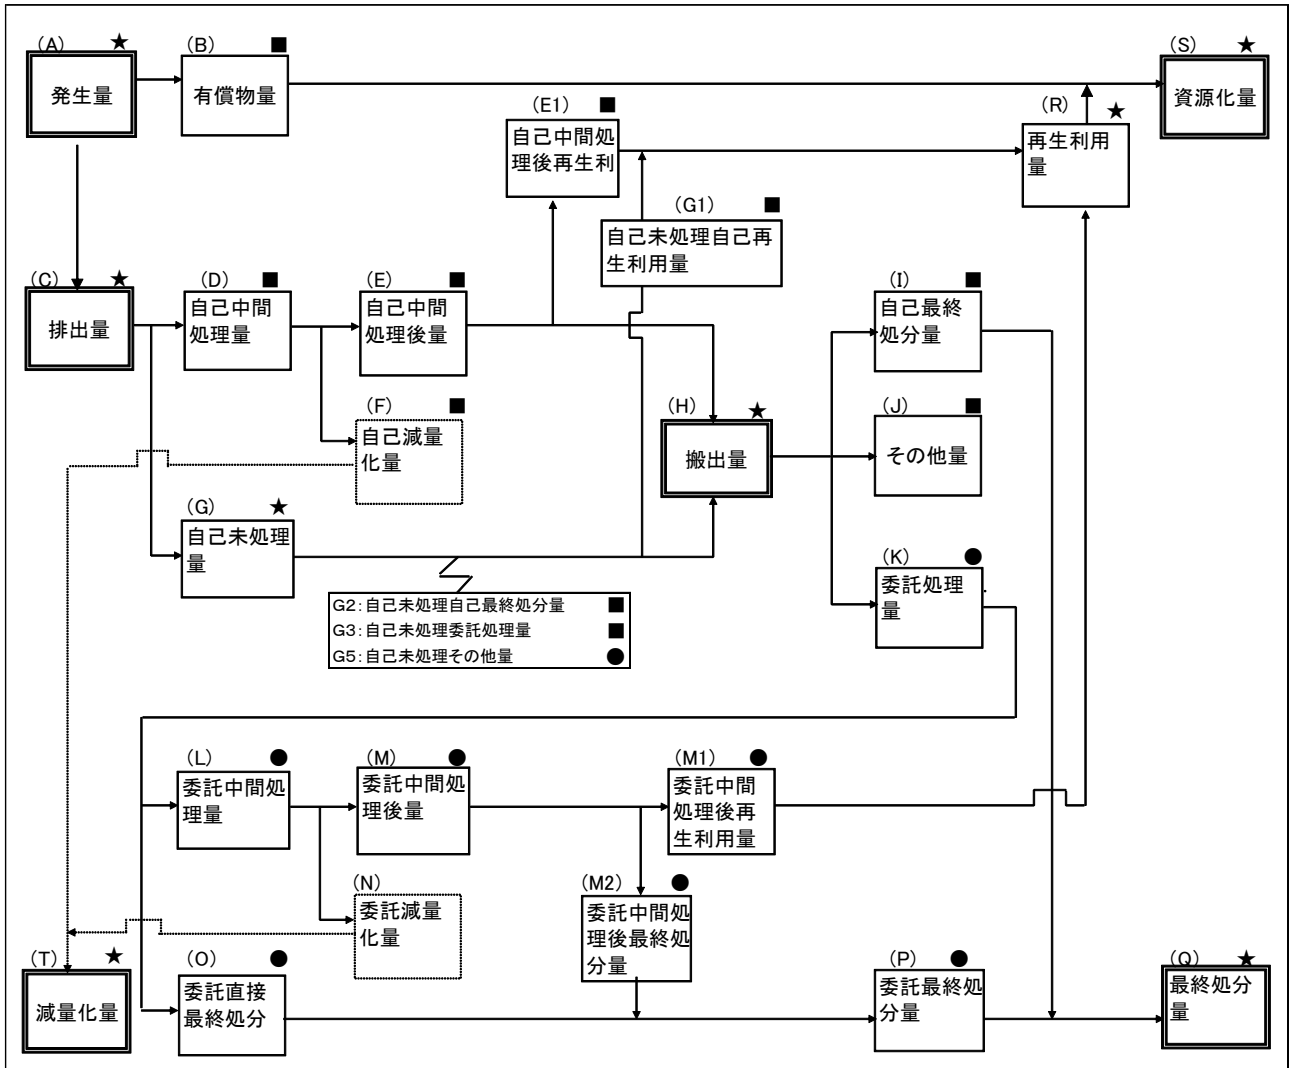 (A) ★
発生量
(B) ■
有償物量
(S) ★
資源化量
(E1) ■
自己中間処
理後再生利
(R) ★
再生利用
量
(G1) ■
自己未処理自己再
生利用量
(C) ★
排出量
(D) ■
自己中間
処理量
(E) ■
自己中間
処理後量
(I) ■
自己最終
処分量
(F) ■
自己減量
化量
(H) ★
搬出量
(J) ■
その他量
(G) ★
自己未処理
量
(K) ●
委託処理
量
G2:自己未処理自己最終処分量 ■
G3:自己未処理委託処理量 ■
G5:自己未処理その他量 ●
(L) ●
委託中間処
理量
(M) ●
委託中間処
理後量
(M1) ●
委託中間
処理後再
生利用量
(N)
委託減量
化量
(M2) ●
委託中間処
理後最終処
分量
(T) ★
減量化量
(O) ●
委託直接
最終処分
(P) ●
委託最終処
分量
(Q) ★
最終処分
量